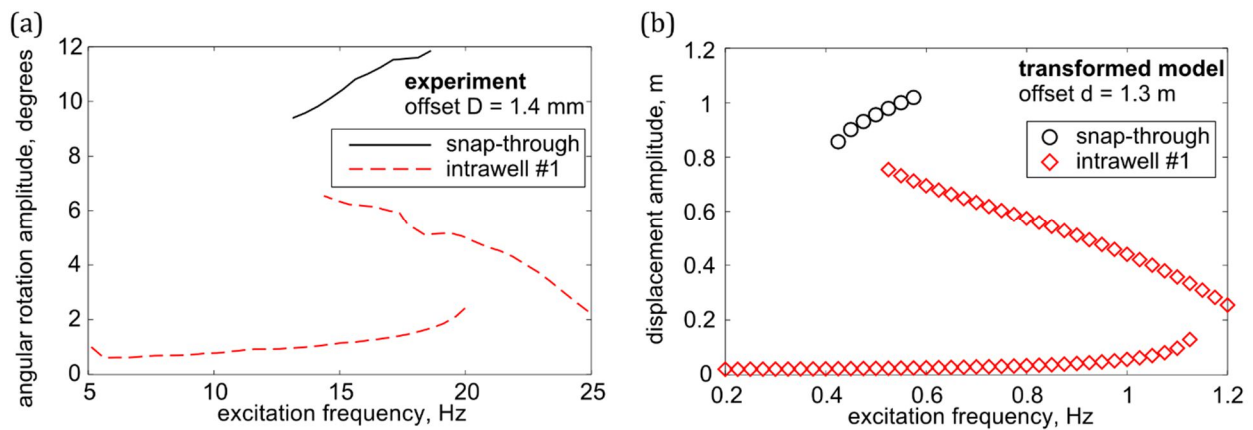 (a)
angular rotation amplitude, degrees
12
10
8
6
4
2
0
experiment
offset D = 1.4 mm
snap-through
intrawell #1
5
10
15
20
25
excitation frequency, Hz
(b)
displacement amplitude, m
1.2
1
0.8
0.6
0.4
0.2
0
transformed model
offset d = 1.3 m
snap-through
intrawell #1
0.2
0.4
0.6
0.8
1
1.2
excitation frequency, Hz